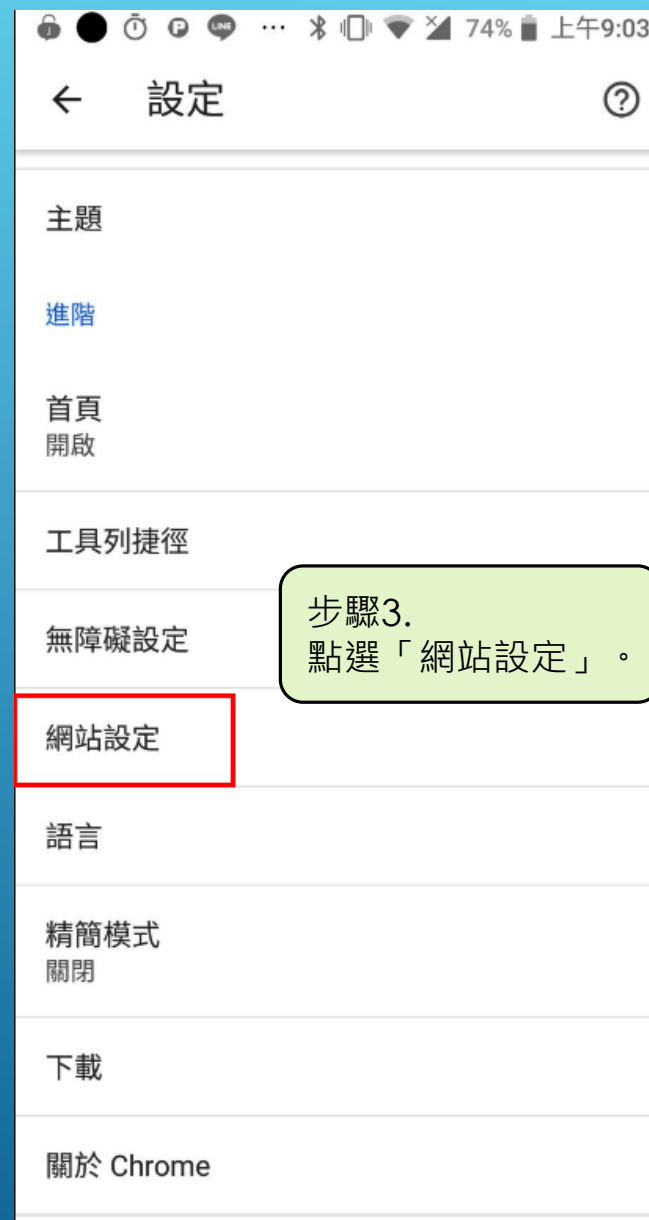 LINE
74%
上午9:03
設定
主題
進階
首頁
開啟
工具列捷徑
無障礙設定
步驟3.
點選「網站設定」。
網站設定
語言
精簡模式
關閉
下載
關於 Chrome